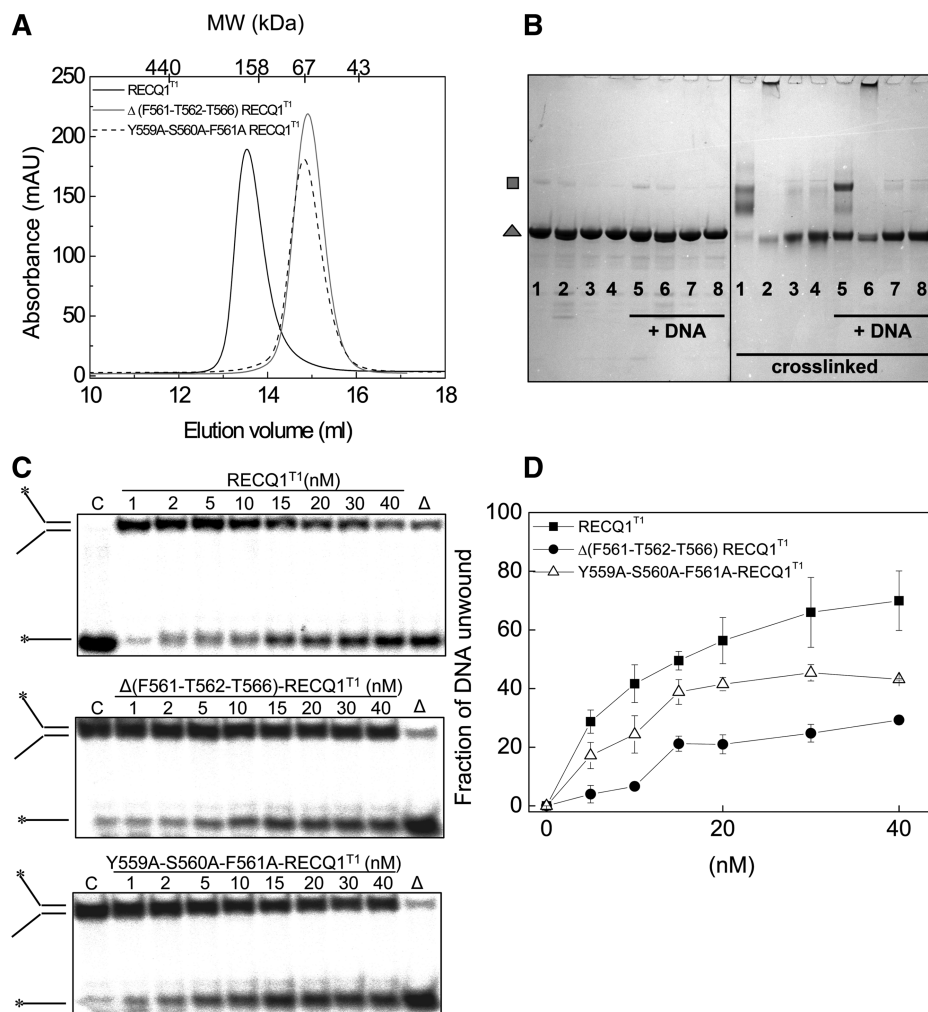 A
MW (kDa)
440 158 67 43
RECQ1T1
Δ (F561-T562-T566) RECQ1T1
Y559A-S560A-F561A RECQ1T1
Absorbance (mAU)
250
200
150
100
50
0
10 12 14 16 18
Elution volume (ml)
B
1 2 3 4 5 6 7 8
+ DNA
1 2 3 4 5 6 7 8
+ DNA
crosslinked
C
RECQ1T1(nM)
C 1 2 5 10 15 20 30 40 Δ
*
*
Δ(F561-T562-T566)-RECQ1T1 (nM)
C 1 2 5 10 15 20 30 40 Δ
*
*
Y559A-S560A-F561A-RECQ1T1 (nM)
C 1 2 5 10 15 20 30 40 Δ
*
*
D
RECQ1T1
Δ(F561-T562-T566) RECQ1T1
Y559A-S560A-F561A-RECQ1T1
Fraction of DNA unwound
100
80
60
40
20
0
0 20 40
(nM)